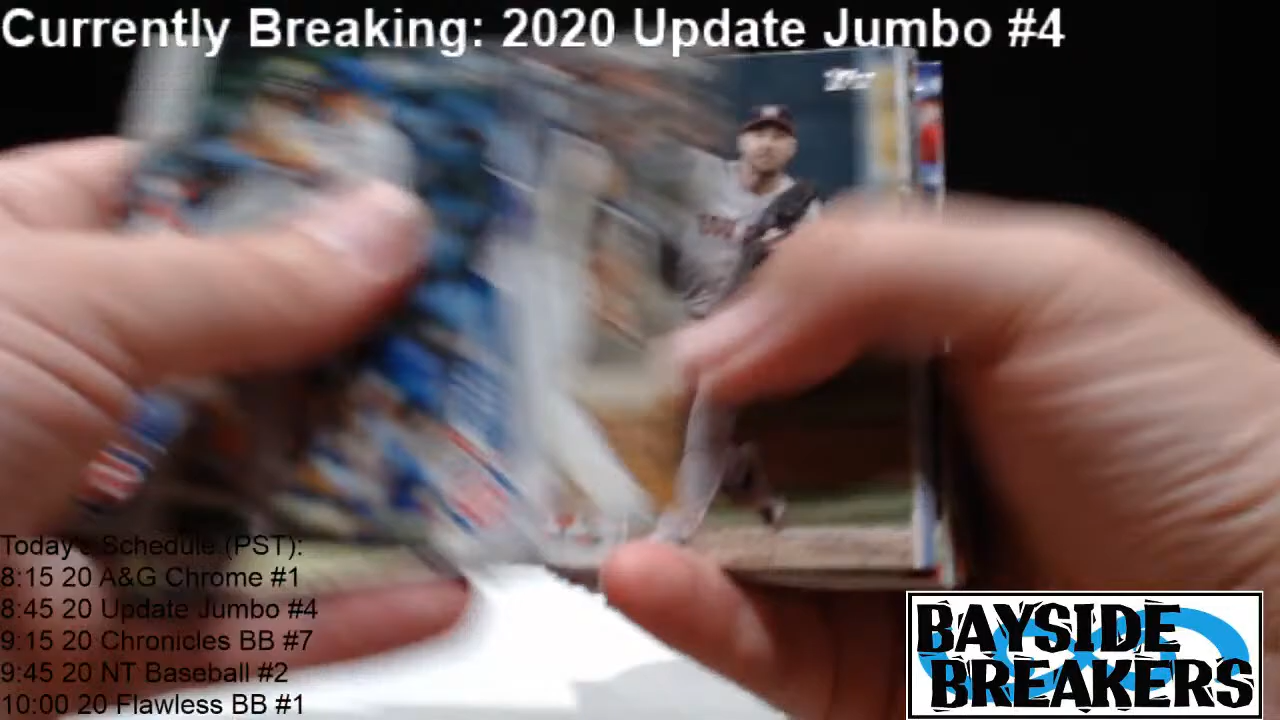 Currently Breaking: 2020 Update Jumbo #4
Today's Schedule (PST):
8:15 20 A&G Chrome #1
8:45 20 Update Jumbo #4
9:15 20 Chronicles BB #7
9:45 20 NT Baseball #2
10:00 20 Flawless BB #1
BAYSIDE
BREAKERS